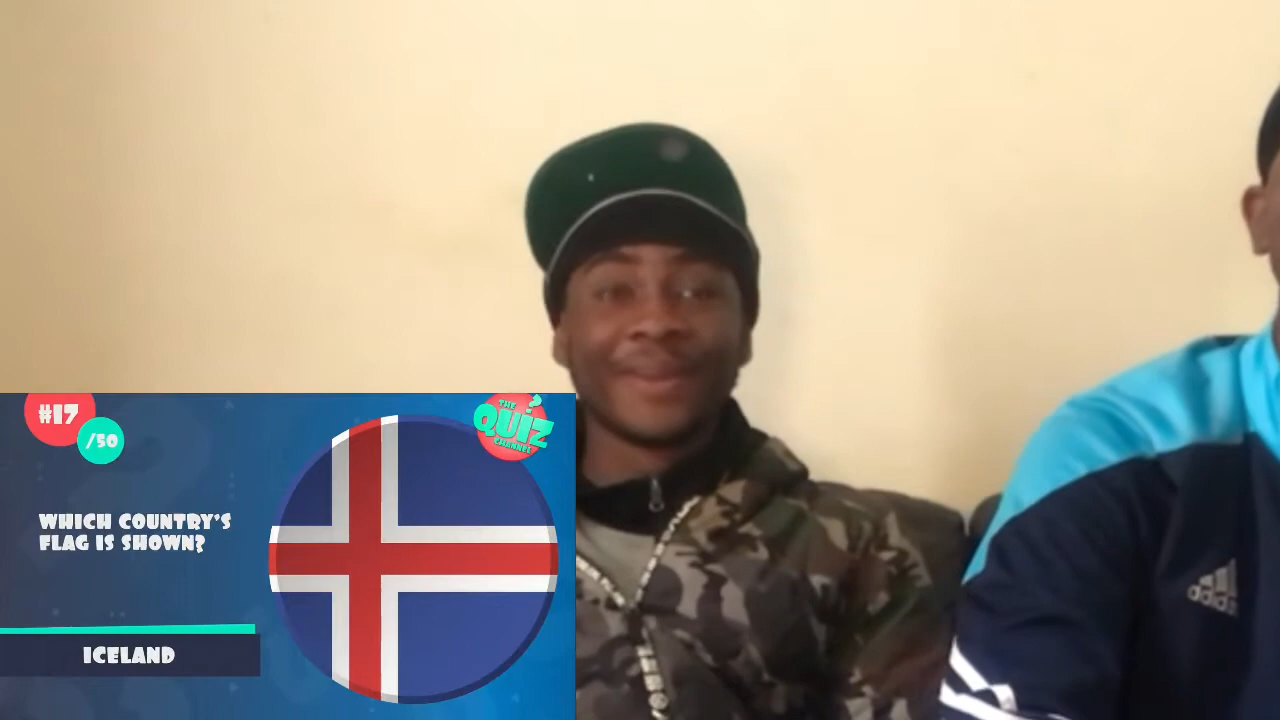 #17
/50
THE
QUIZ
CHANNEL
WHICH COUNTRY'S
FLAG IS SHOWN?
ICELAND
adidas